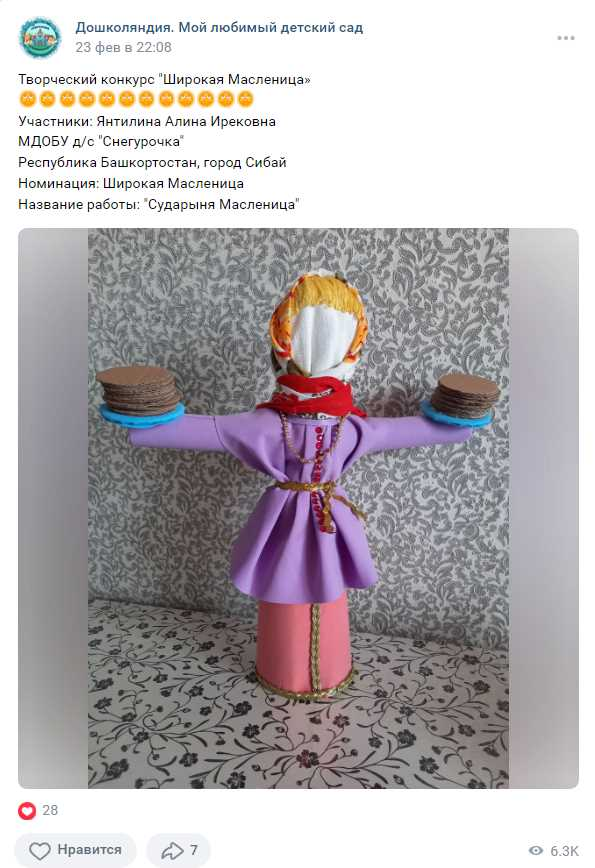 Дошколяндия. Мой любимый детский сад
23 фев в 22:08
Творческий конкурс "Широкая Масленица»
Участники: Янтилина Алина Ирековна
МДОБУ д/с "Снегурочка"
Республика Башкортостан, город Сибай
Номинация: Широкая Масленица
Название работы: "Сударыня Масленица"
28
Нравится
7
6.3K